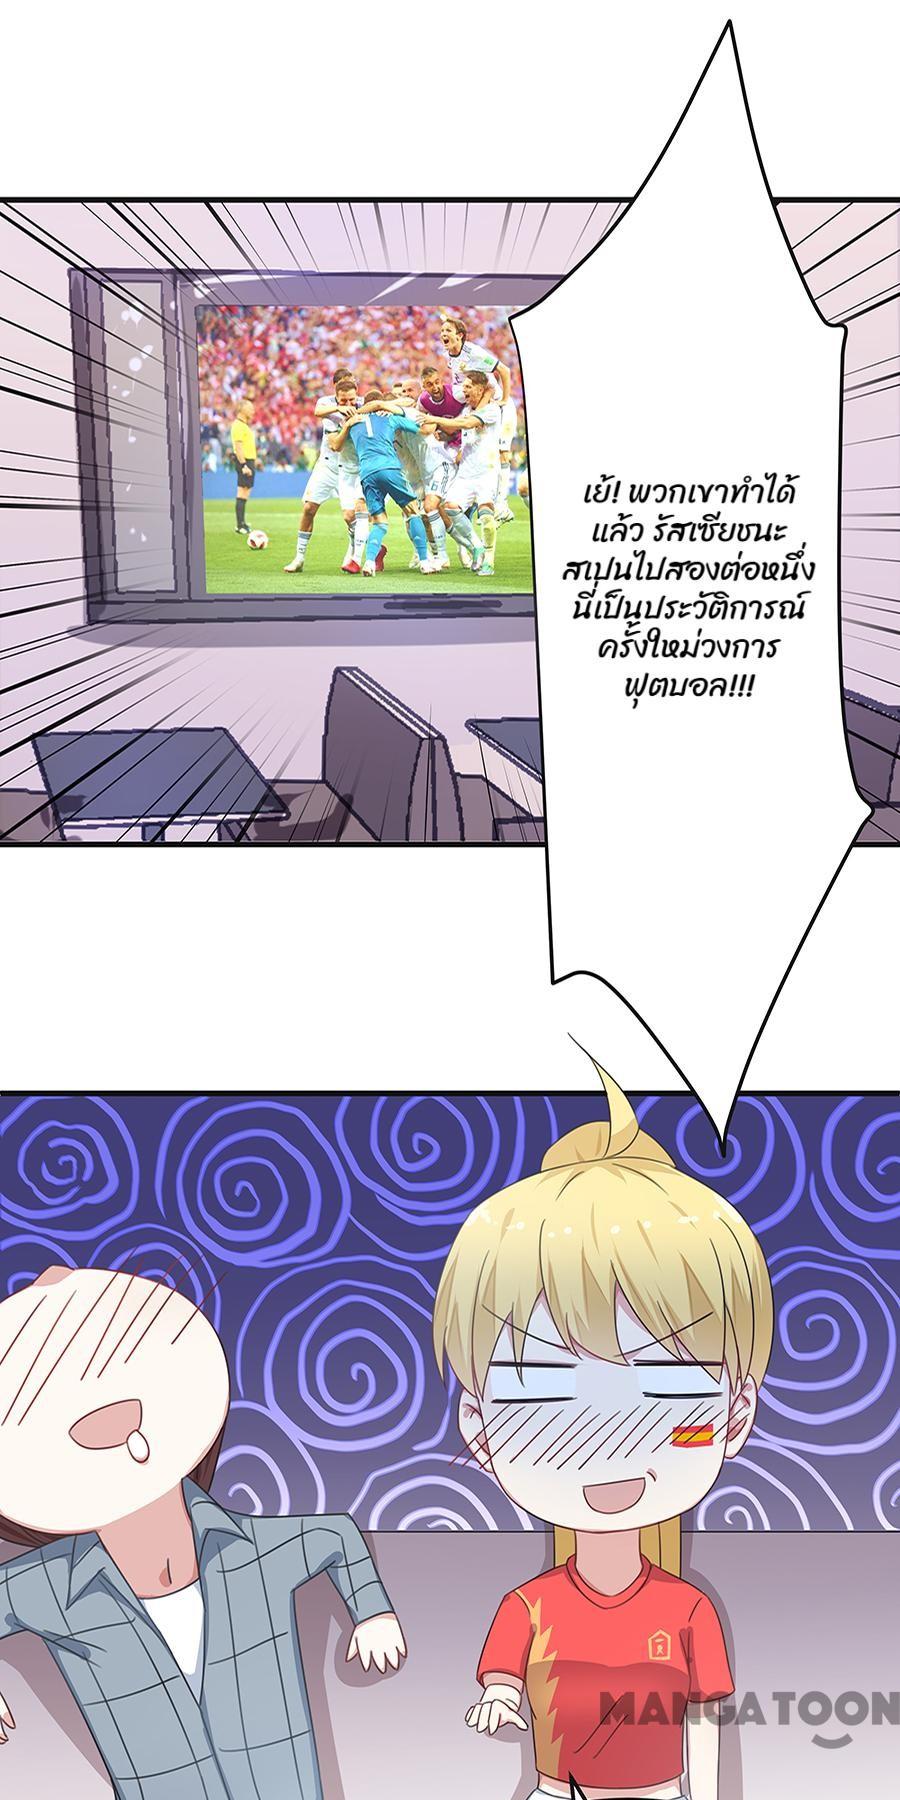 เย้! พวกเขาทำได้
แล้ว รัสเซียชนะ
สเปนไปสองต่อหนึ่ง
นี่เป็นประวัติการณ์
ครั้งใหม่วงการ
ฟุตบอล!!!
1
6
MANGATOON